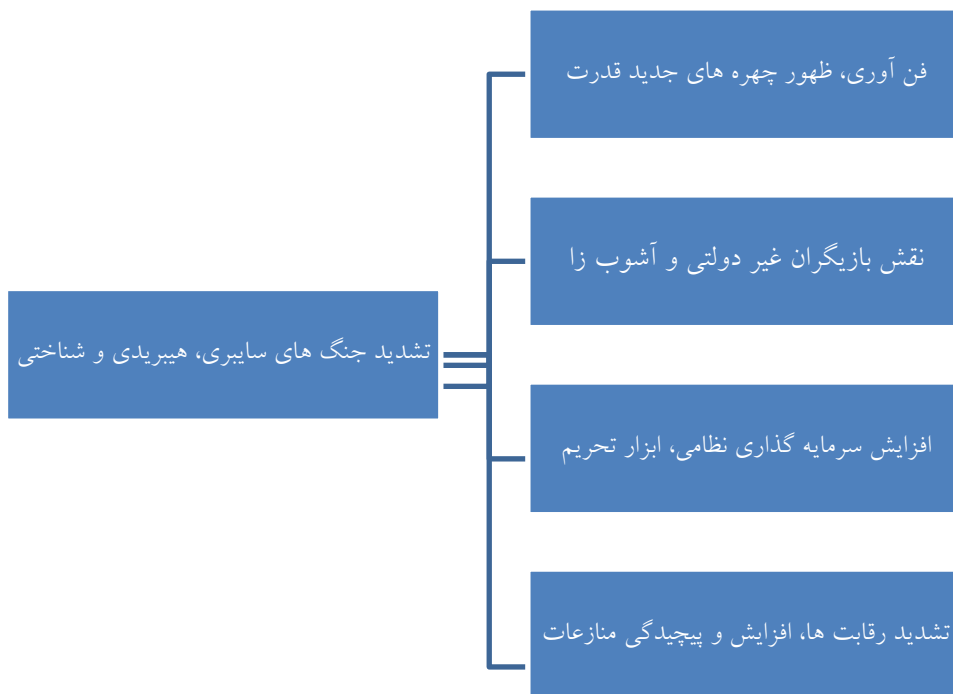 فن آوری، ظهور چهره های جدید قدرت
نقش بازیگران غیر دولتی و آشوب زا
تشدید جنگ های سایبری، هیبریدی و شناختی
افزایش سرمایه گذاری نظامی، ابزار تحریم
تشدید رقابت ها، افزایش و پیچیدگی منازعات